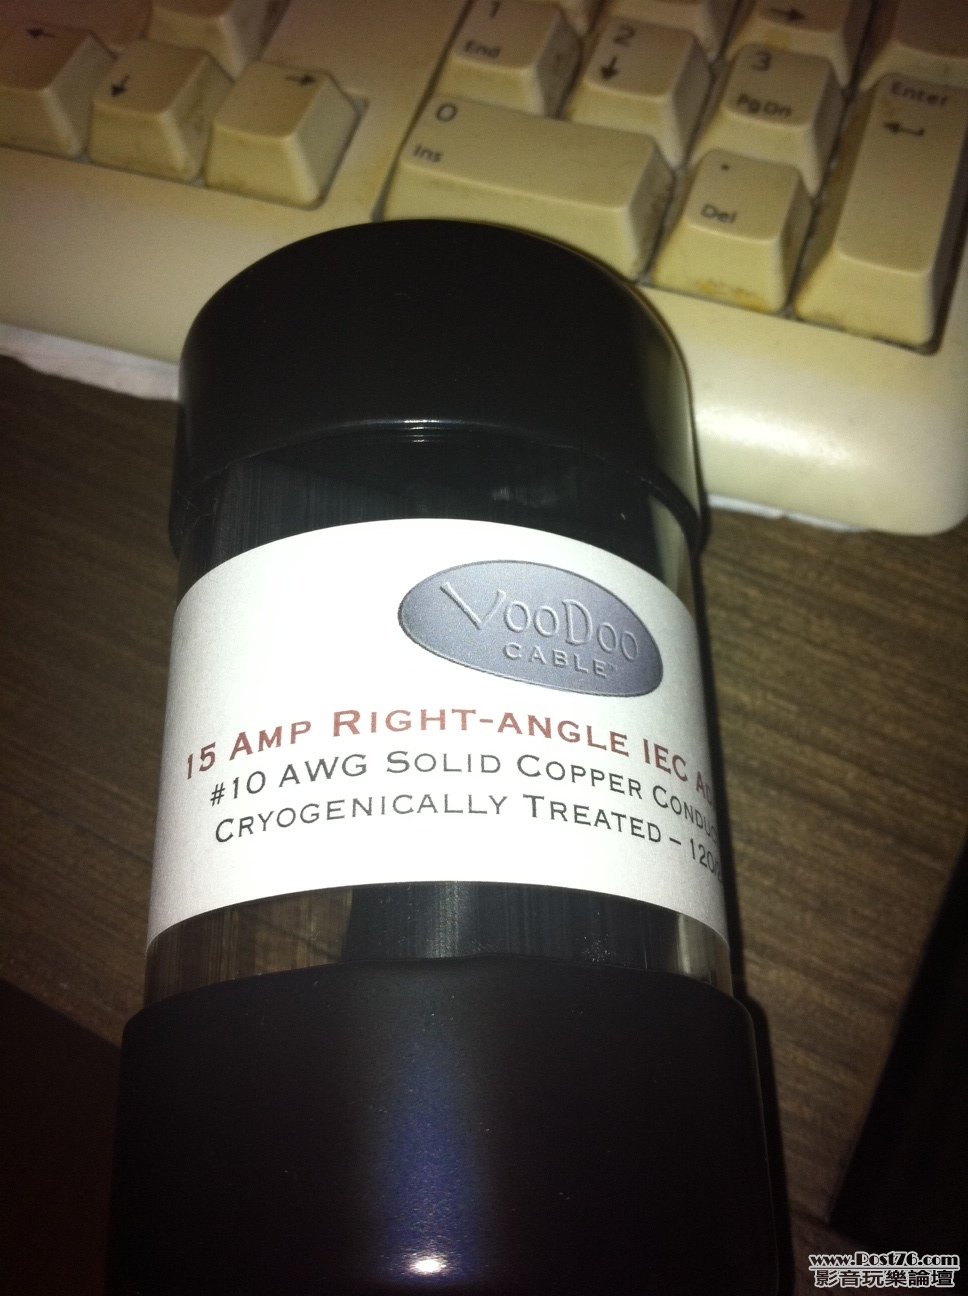 1
End
2
3
PgDn
Enter
0
Ins
.
Del
VooDoo
CABLE
15 AMP RIGHT-ANGLE IEC
#10 AWG SOLID COPPER
CRYOGENICALLY TREATED –
www.Post76.com
影音玩樂論壇